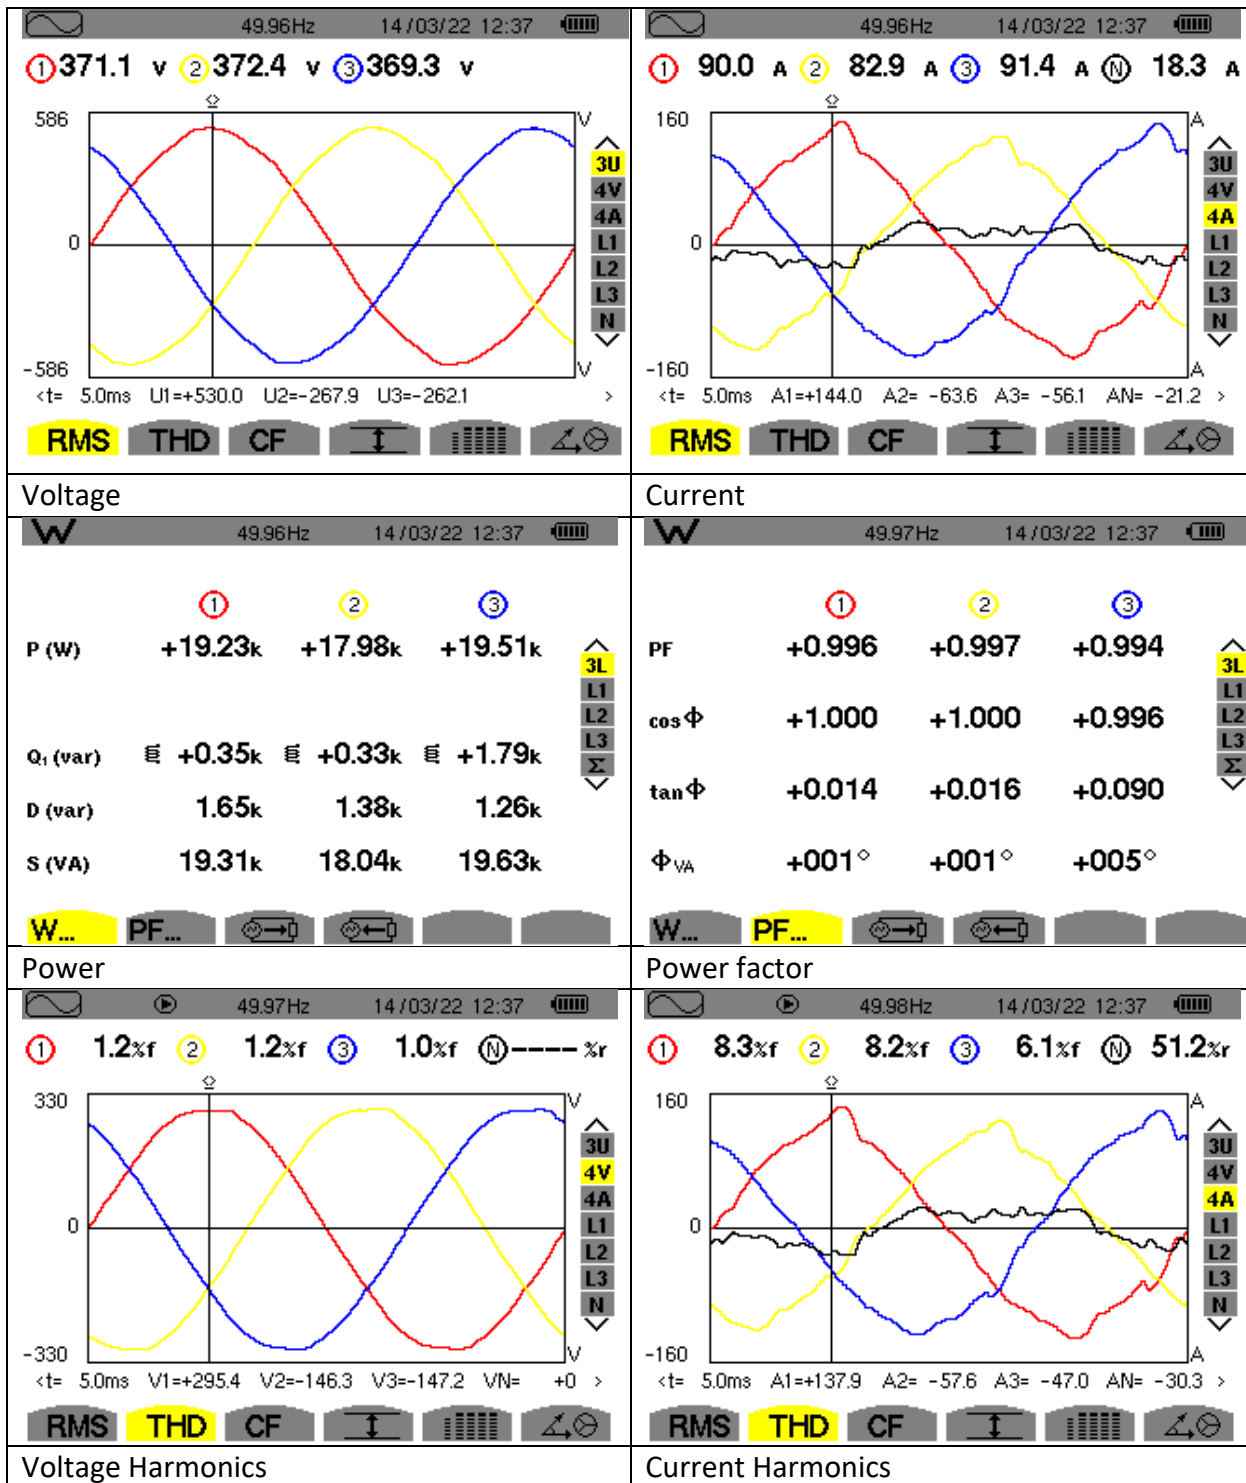 49.96Hz 14/03/22 12:37
1 371.1 V 2 372.4 V 3 369.3 V
586 V
0
-586 V
3U
4V
4A
L1
L2
L3
N
<t= 5.0ms U1=+530.0 U2=-267.9 U3=-262.1 >
RMS THD CF
Voltage
49.96Hz 14/03/22 12:37
1 90.0 A 2 82.9 A 3 91.4 A N 18.3 A
160 A
0
-160 A
3U
4V
4A
L1
L2
L3
N
<t= 5.0ms A1=+144.0 A2= -63.6 A3= -56.1 AN= -21.2 >
RMS THD CF
Current
W 49.96Hz 14/03/22 12:37
1 2 3
P (W) +19.23k +17.98k +19.51k
Q₁ (var) +0.35k +0.33k +1.79k
D (var) 1.65k 1.38k 1.26k
S (VA) 19.31k 18.04k 19.63k
3L
L1
L2
L3
Σ
W... PF...
Power
W 49.97Hz 14/03/22 12:37
1 2 3
PF +0.996 +0.997 +0.994
cos Φ +1.000 +1.000 +0.996
tan Φ +0.014 +0.016 +0.090
Φ VA +001° +001° +005°
3L
L1
L2
L3
Σ
W... PF...
Power factor
49.97Hz 14/03/22 12:37
1 1.2%f 2 1.2%f 3 1.0%f N ---- %r
330 V
0
-330 V
3U
4V
4A
L1
L2
L3
N
<t= 5.0ms V1=+295.4 V2=-146.3 V3=-147.2 VN= +0 >
RMS THD CF
Voltage Harmonics
49.98Hz 14/03/22 12:37
1 8.3%f 2 8.2%f 3 6.1%f N 51.2%r
160 A
0
-160 A
3U
4V
4A
L1
L2
L3
N
<t= 5.0ms A1=+137.9 A2= -57.6 A3= -47.0 AN= -30.3 >
RMS THD CF
Current Harmonics